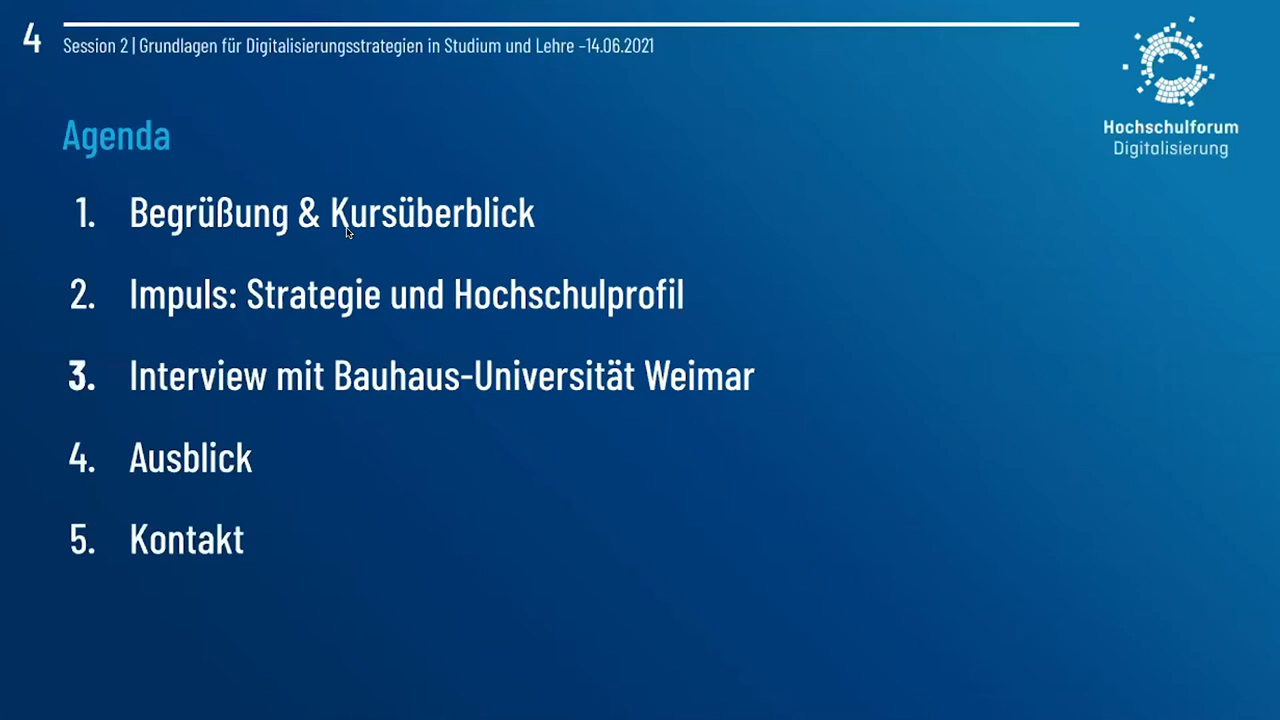 4
Session 2 | Grundlagen für Digitalisierungsstrategien in Studium und Lehre –14.06.2021
Hochschulforum
Digitalisierung
Agenda
1. Begrüßung & Kursüberblick
2. Impuls: Strategie und Hochschulprofil
3. Interview mit Bauhaus-Universität Weimar
4. Ausblick
5. Kontakt